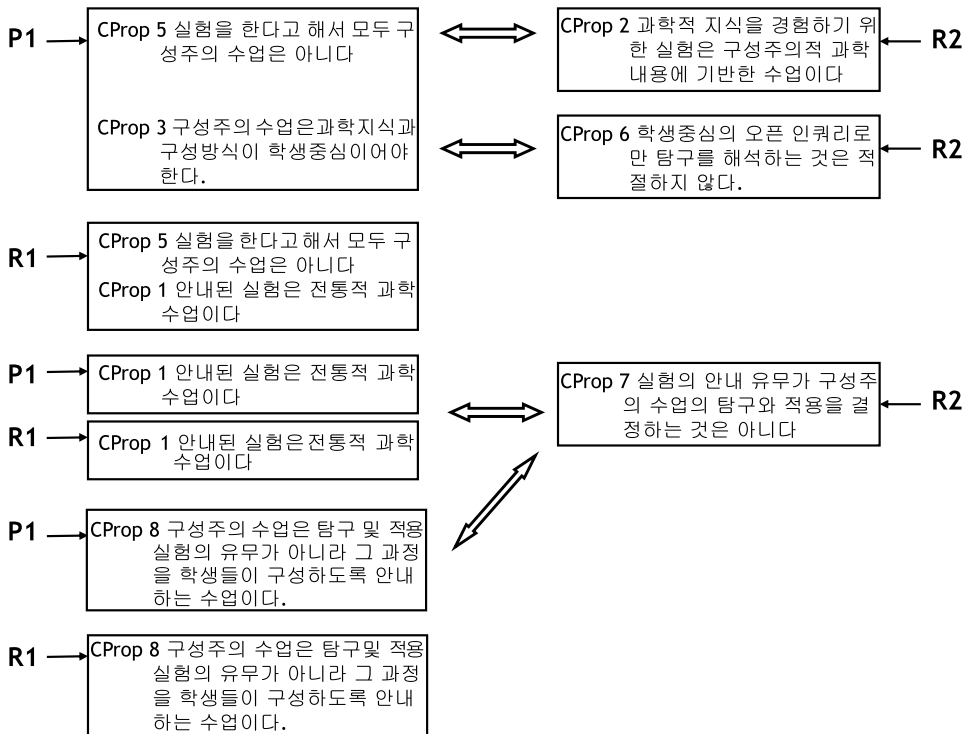 P1
CProp 5 실험을 한다고 해서 모두 구
성주의 수업은 아니다
CProp 3 구성주의 수업은과학지식과
구성방식이 학생중심이어야
한다.
CProp 2 과학적 지식을 경험하기 위
한 실험은 구성주의적 과학
내용에 기반한 수업이다
R2
CProp 6 학생중심의 오픈 인쿼리로
만 탐구를 해석하는 것은 적
절하지 않다.
R2
R1
CProp 5 실험을 한다고 해서 모두 구
성주의 수업은 아니다
CProp 1 안내된 실험은 전통적 과학
수업이다
P1
CProp 1 안내된 실험은 전통적 과학
수업이다
R1
CProp 1 안내된 실험은전통적 과학
수업이다
CProp 7 실험의 안내 유무가 구성주
의 수업의 탐구와 적용을 결
정하는 것은 아니다
R2
P1
CProp 8 구성주의 수업은 탐구 및 적용
실험의 유무가 아니라 그 과정
을 학생들이 구성하도록 안내
하는 수업이다.
R1
CProp 8 구성주의 수업은 탐구및 적용
실험의 유무가 아니라 그 과정
을 학생들이 구성하도록 안내
하는 수업이다.